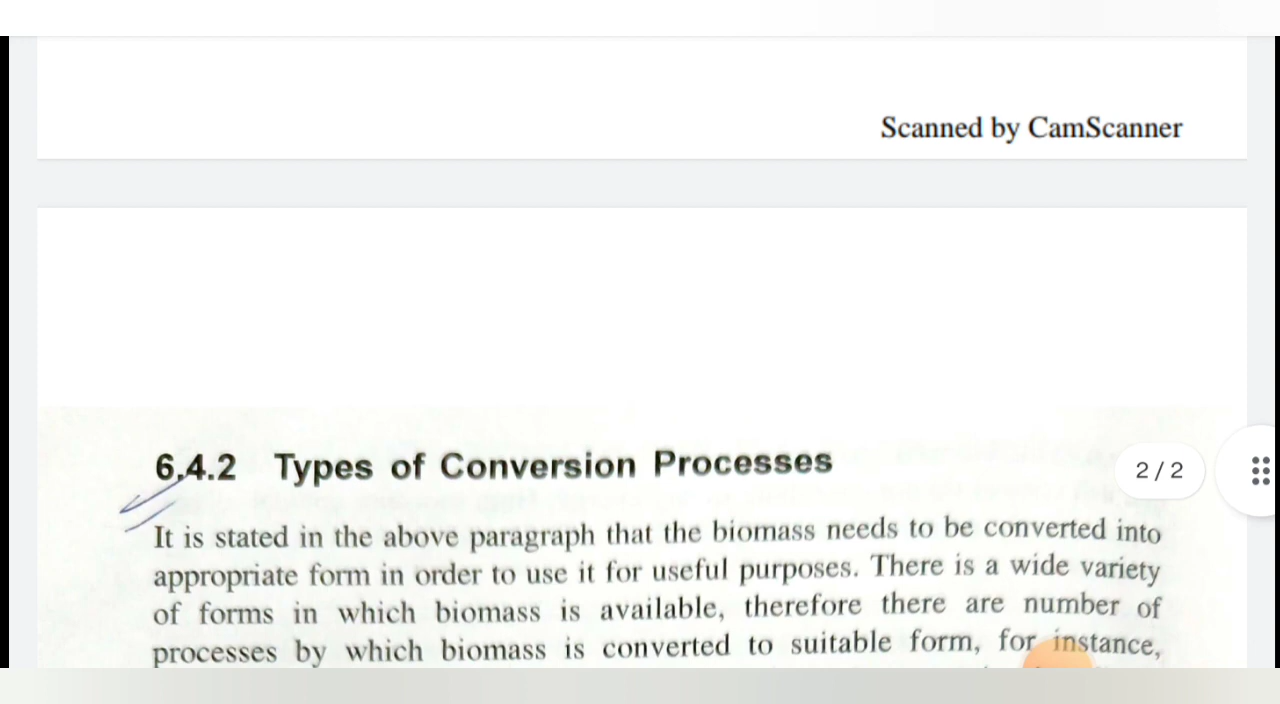 Scanned by CamScanner
6.4.2 Types of Conversion Processes
2 / 2
It is stated in the above paragraph that the biomass needs to be converted into
appropriate form in order to use it for useful purposes. There is a wide variety
of forms in which biomass is available, therefore there are number of
processes by which biomass is converted to suitable form, for instance,